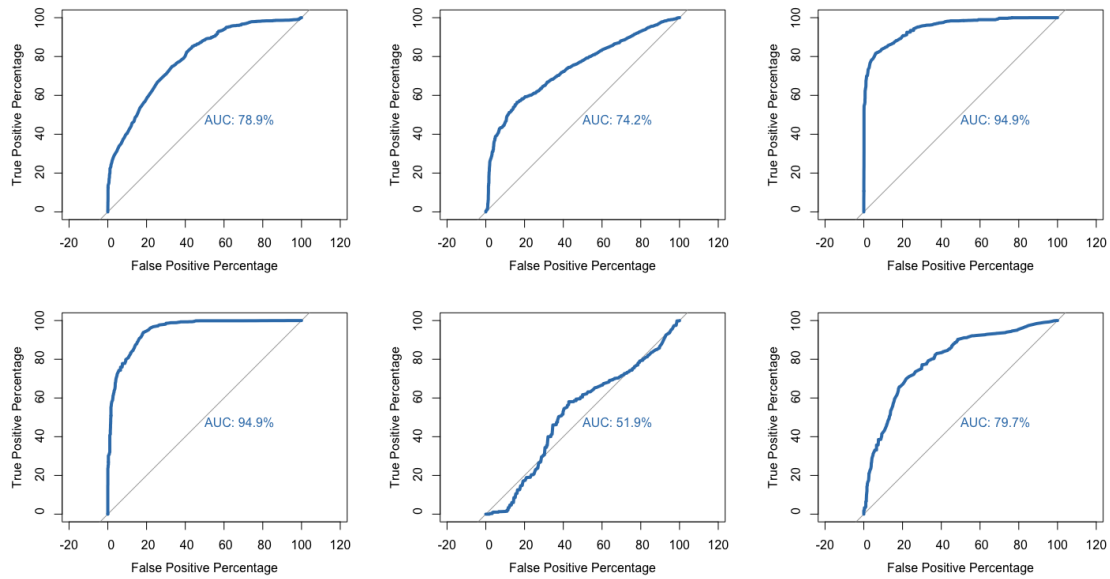 True Positive Percentage
0 20 40 60 80 100
AUC: 78.9%
-20 0 20 40 60 80 100 120
False Positive Percentage
True Positive Percentage
0 20 40 60 80 100
AUC: 74.2%
-20 0 20 40 60 80 100 120
False Positive Percentage
True Positive Percentage
0 20 40 60 80 100
AUC: 94.9%
-20 0 20 40 60 80 100 120
False Positive Percentage
True Positive Percentage
0 20 40 60 80 100
AUC: 94.9%
-20 0 20 40 60 80 100 120
False Positive Percentage
True Positive Percentage
0 20 40 60 80 100
AUC: 51.9%
-20 0 20 40 60 80 100 120
False Positive Percentage
True Positive Percentage
0 20 40 60 80 100
AUC: 79.7%
-20 0 20 40 60 80 100 120
False Positive Percentage